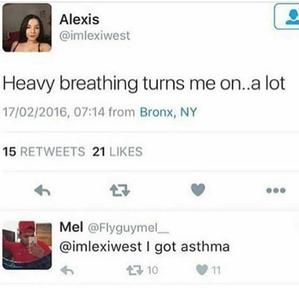 Alexis
@imlexiwest
Heavy breathing turns me on..a lot
17/02/2016, 07:14 from Bronx, NY
15 RETWEETS 21 LIKES
Mel @Flyguymel__
@imlexiwest I got asthma
10 11